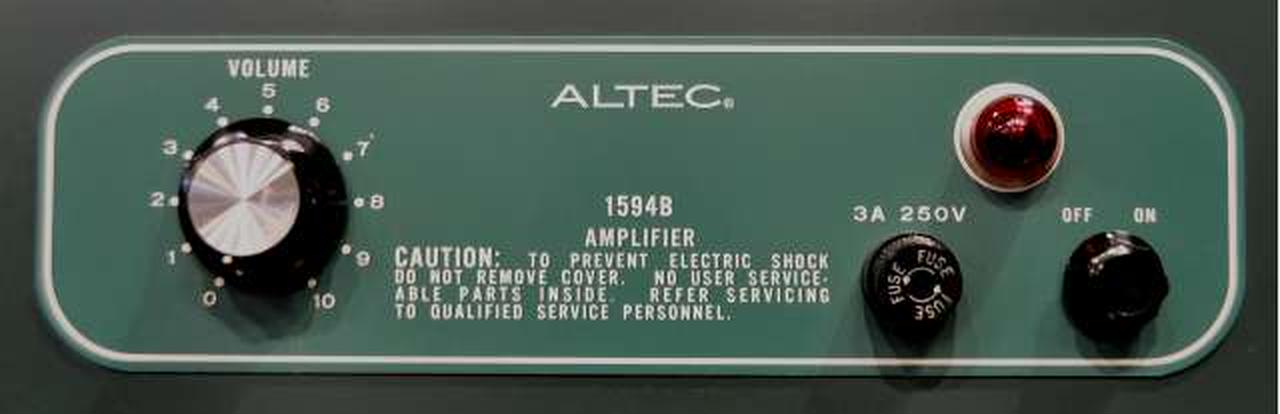 VOLUME
5
4 6
3 7
2 8
1 9
0 10
ALTEC®
1594B
AMPLIFIER
CAUTION: TO PREVENT ELECTRIC SHOCK
DO NOT REMOVE COVER. NO USER SERVICE-
ABLE PARTS INSIDE. REFER SERVICING
TO QUALIFIED SERVICE PERSONNEL.
3A 250V
FUSE FUSE FUSE
OFF ON